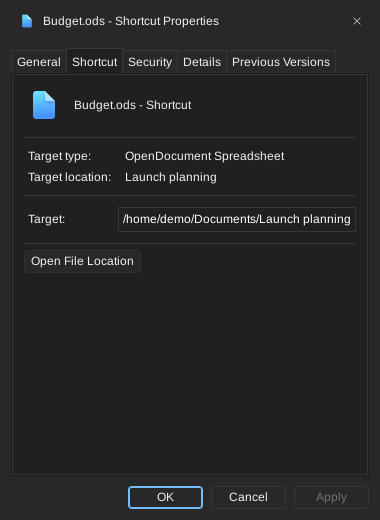 Budget.ods - Shortcut Properties
General Shortcut Security Details Previous Versions
Budget.ods - Shortcut
Target type: OpenDocument Spreadsheet
Target location: Launch planning
Target: /home/demo/Documents/Launch planning
Open File Location
OK Cancel Apply